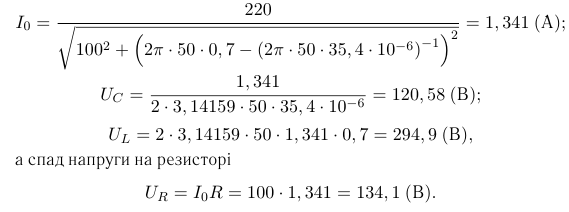 I₀ = 220 / √(100² + (2π · 50 · 0,7 − (2π · 50 · 35,4 · 10⁻⁶)⁻¹)²) = 1,341 (А);
U_C = 1,341 / (2 · 3,14159 · 50 · 35,4 · 10⁻⁶) = 120,58 (В);
U_L = 2 · 3,14159 · 50 · 1,341 · 0,7 = 294,9 (В),
а спад напруги на резисторі
U_R = I₀R = 100 · 1,341 = 134,1 (В).